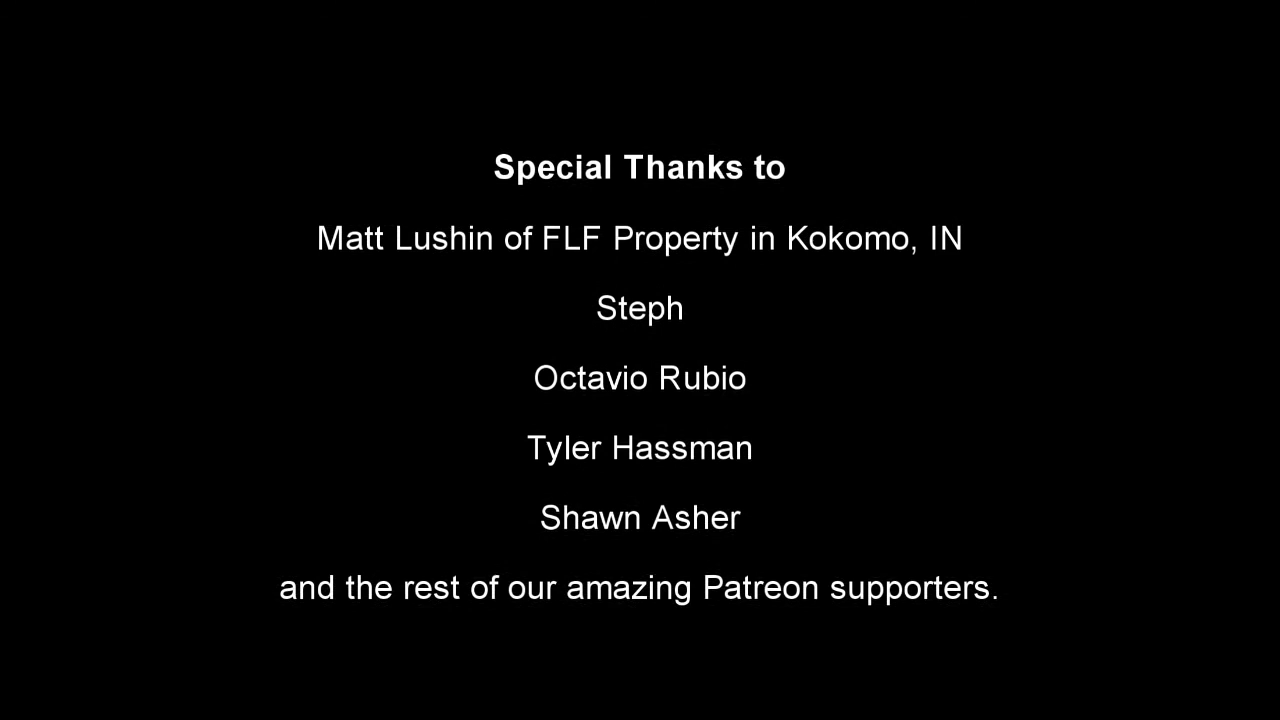 Special Thanks to
Matt Lushin of FLF Property in Kokomo, IN
Steph
Octavio Rubio
Tyler Hassman
Shawn Asher
and the rest of our amazing Patreon supporters.